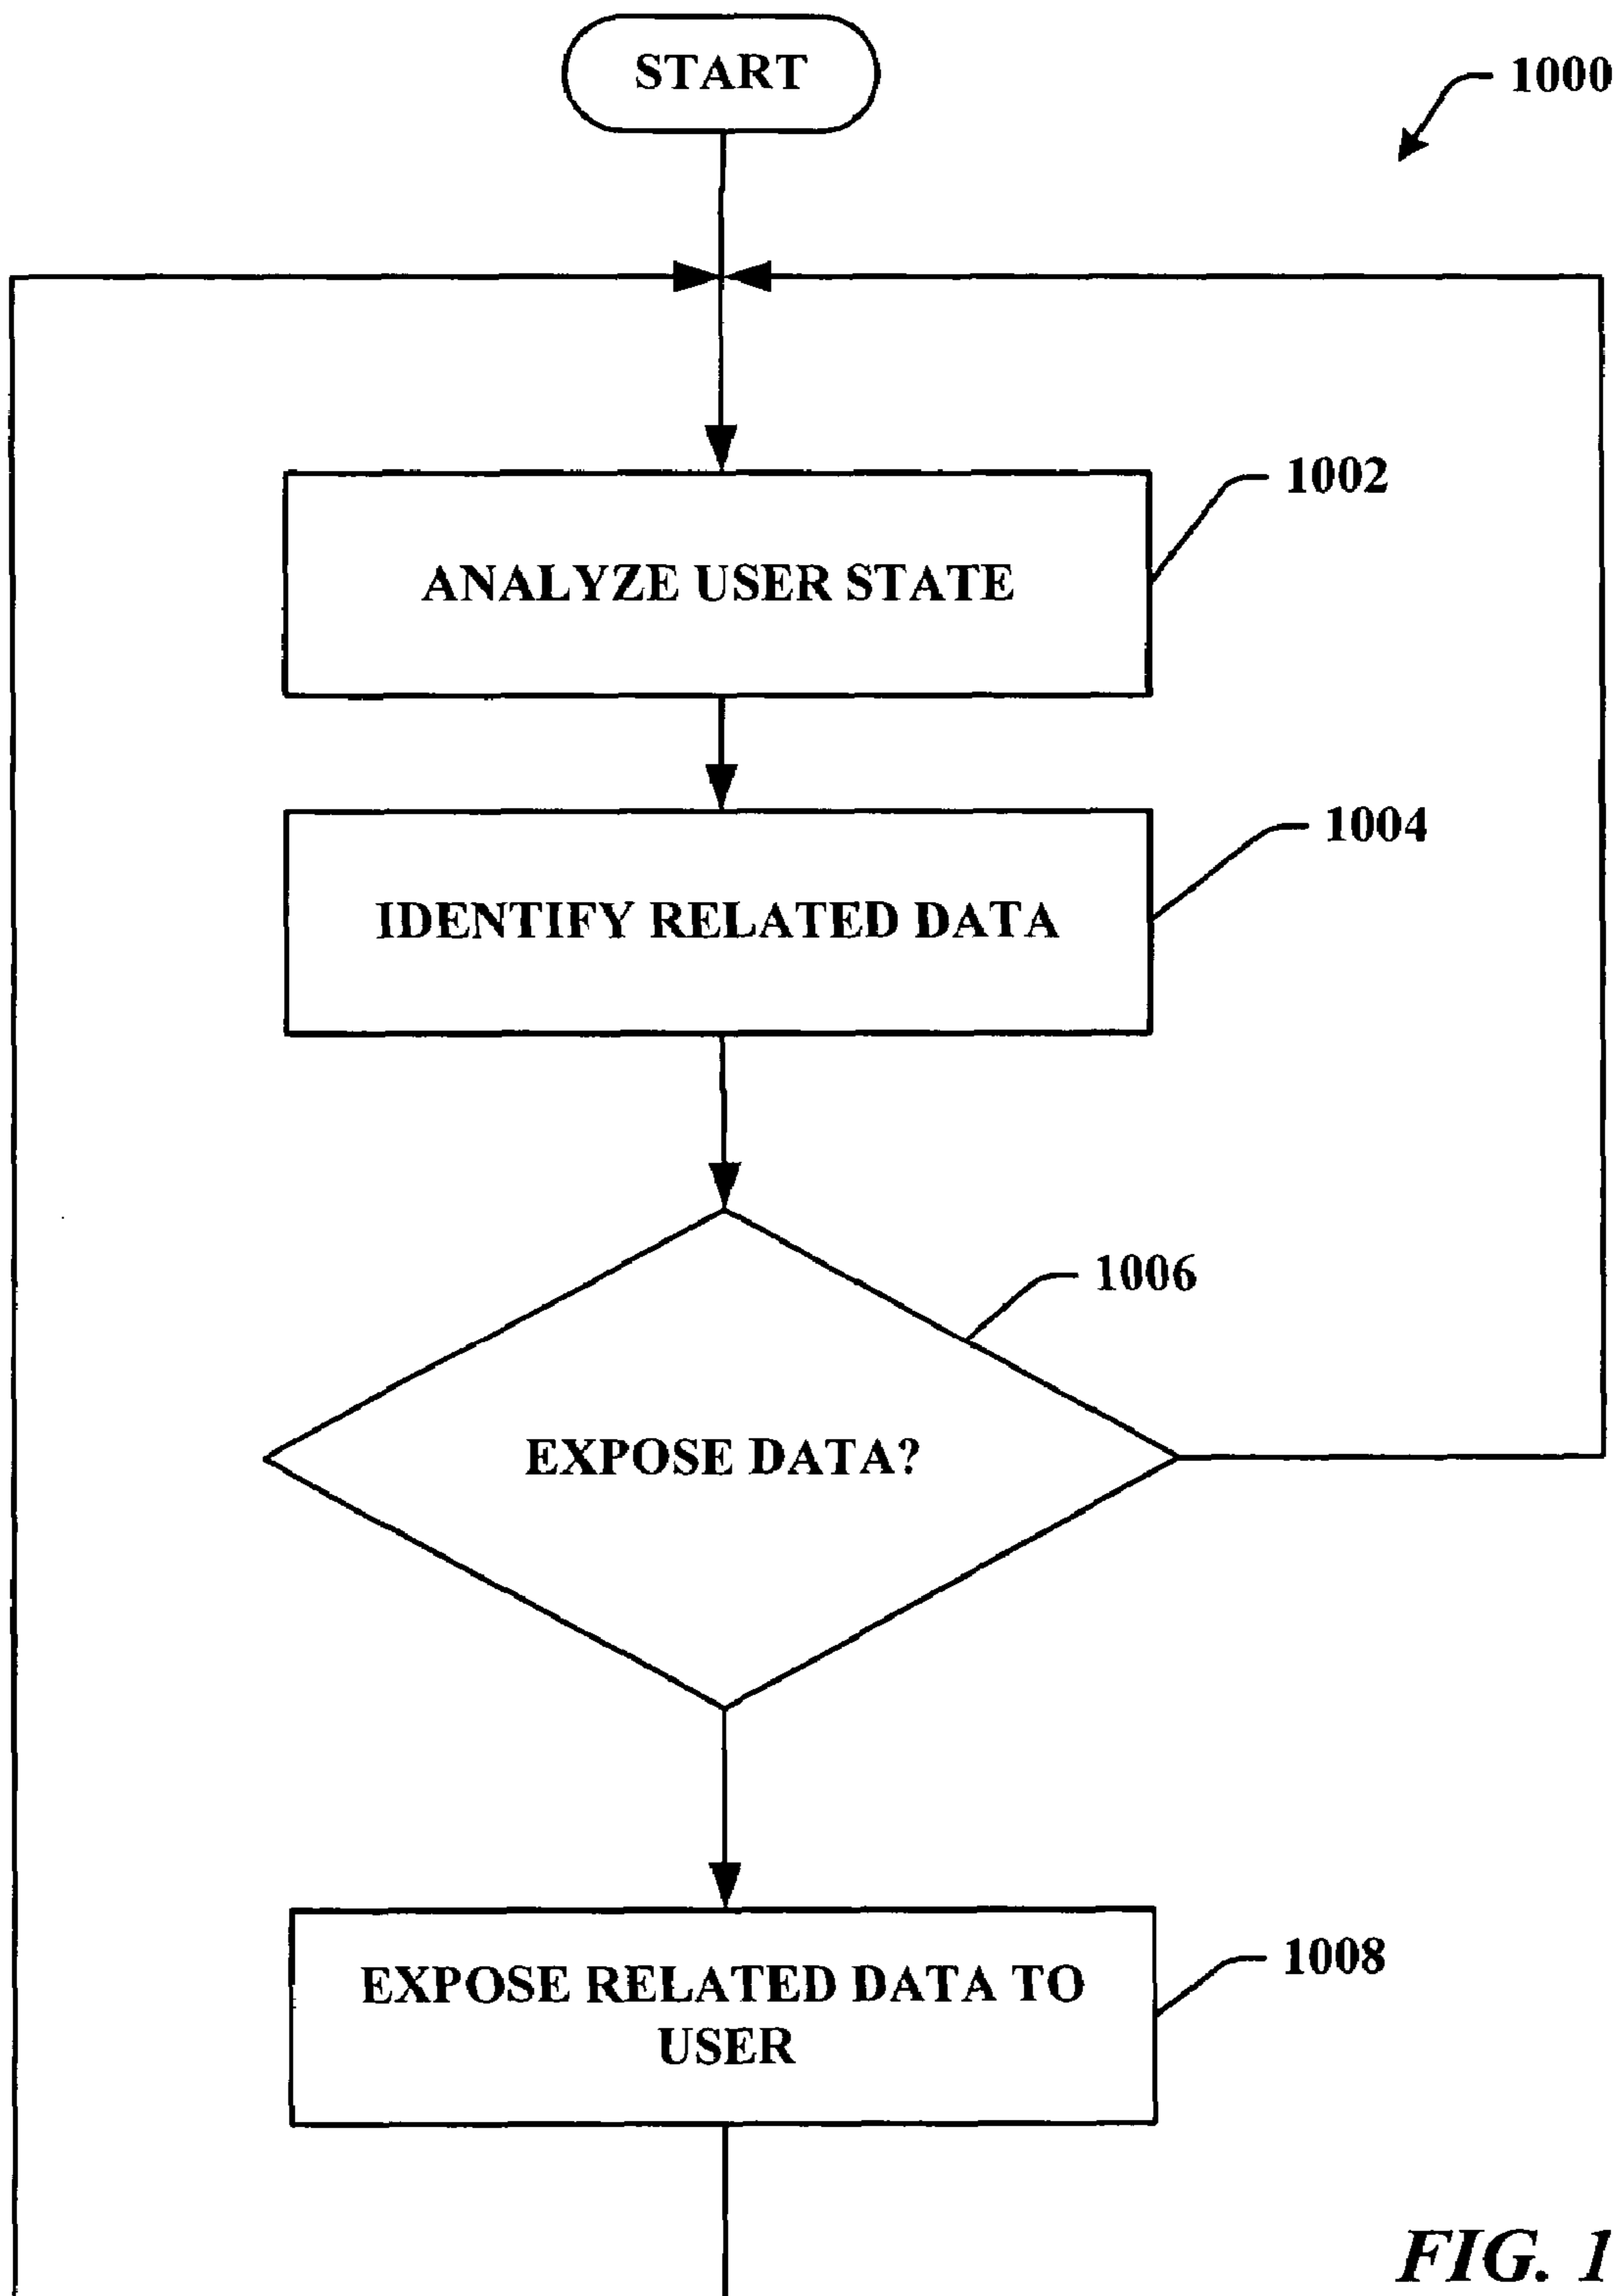 START
1000
1002
ANALYZE USER STATE
1004
IDENTIFY RELATED DATA
1006
EXPOSE DATA?
1008
EXPOSE RELATED DATA TO
USER
FIG. 1